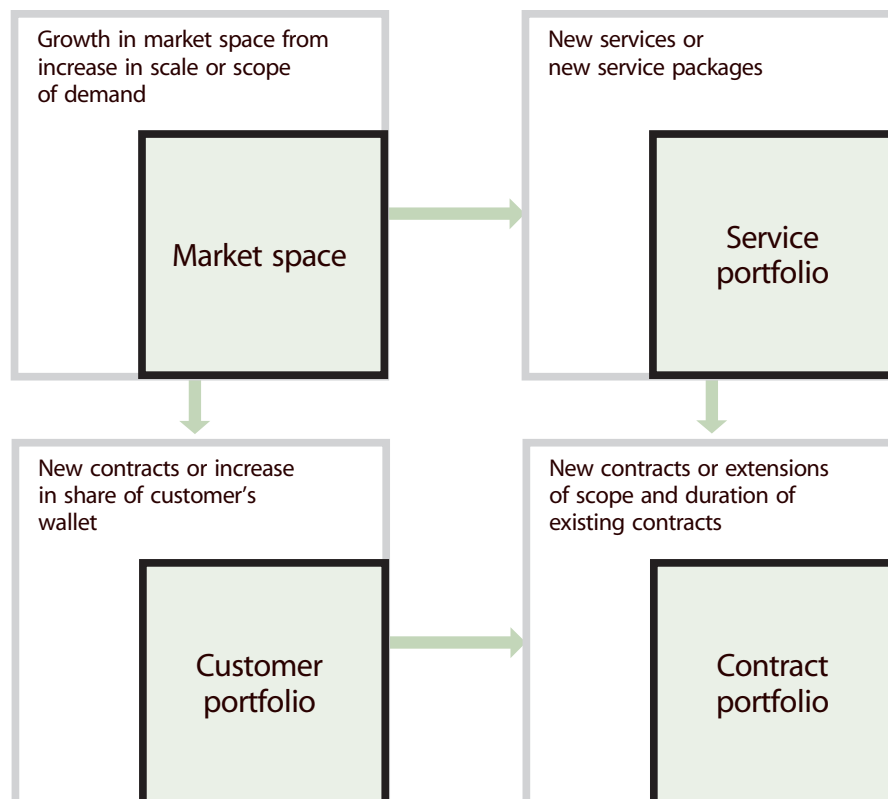 Growth in market space from
increase in scale or scope
of demand
Market space
New services or
new service packages
Service
portfolio
New contracts or increase
in share of customer’s
wallet
Customer
portfolio
New contracts or extensions
of scope and duration of
existing contracts
Contract
portfolio